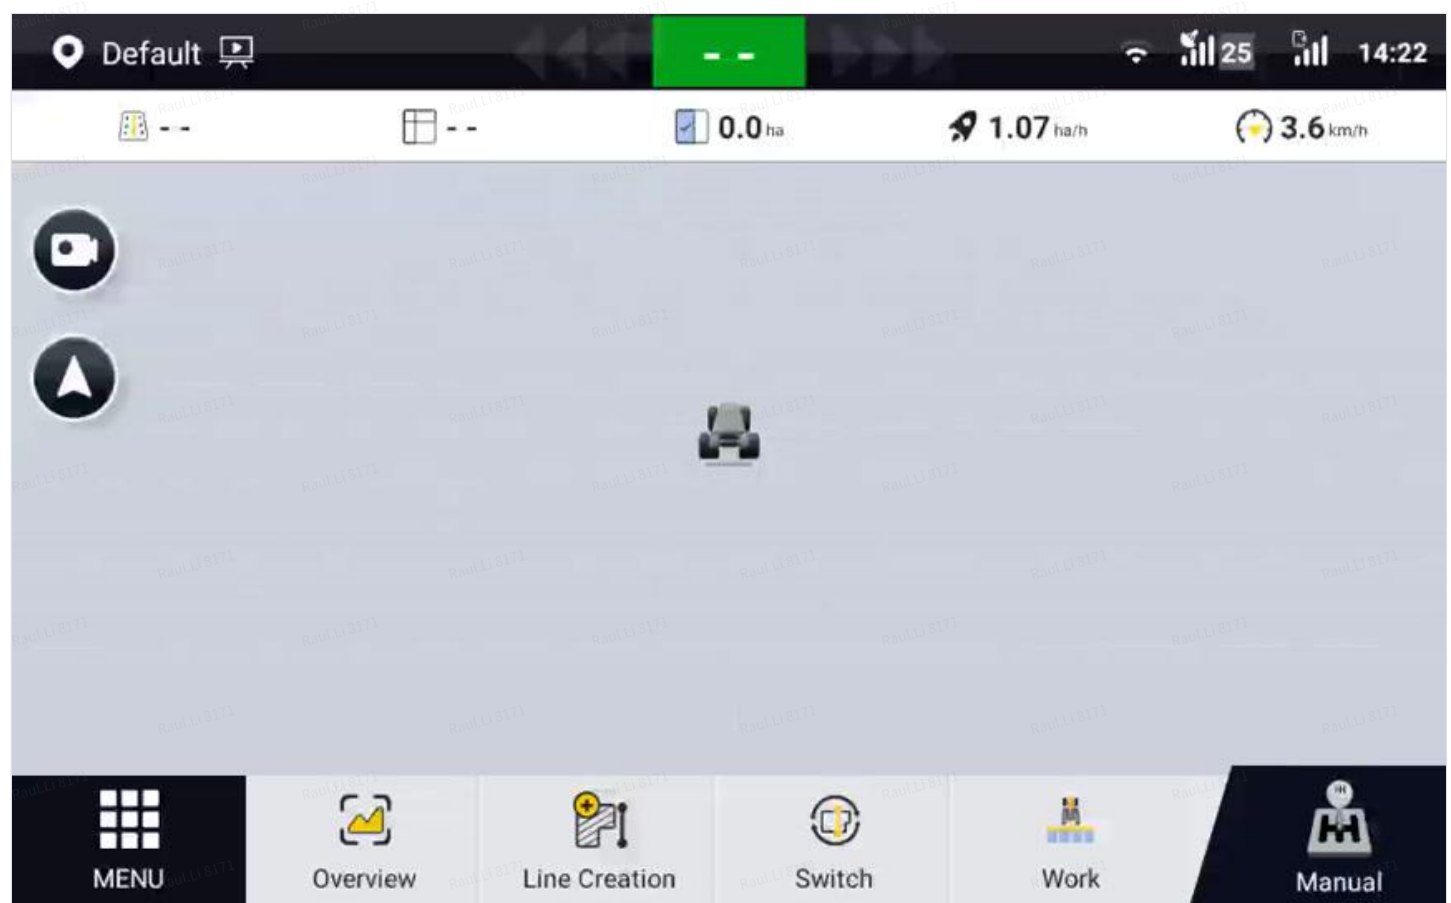 Default - - 25 14:22
- - - - 0.0 ha 1.07 ha/h 3.6 km/h
MENU Overview Line Creation Switch Work Manual